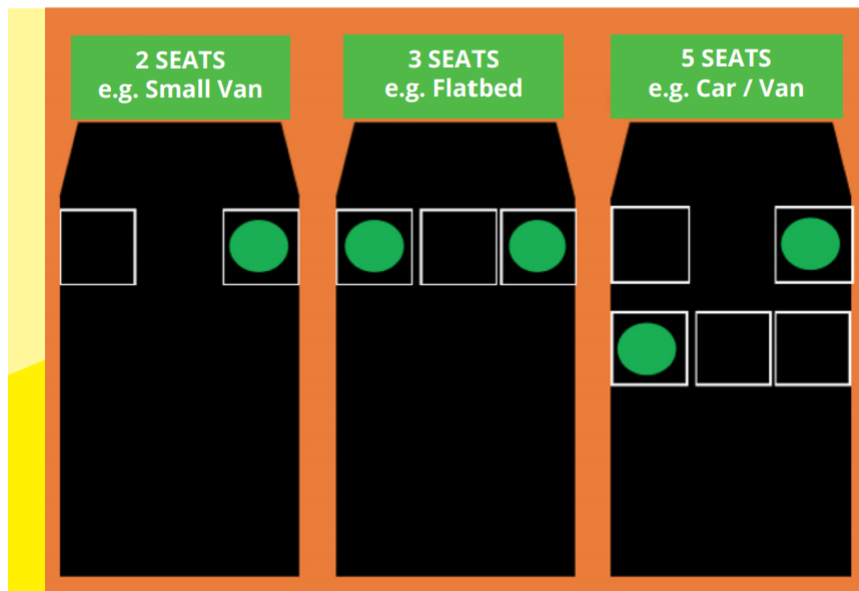 2 SEATS
e.g. Small Van
3 SEATS
e.g. Flatbed
5 SEATS
e.g. Car / Van